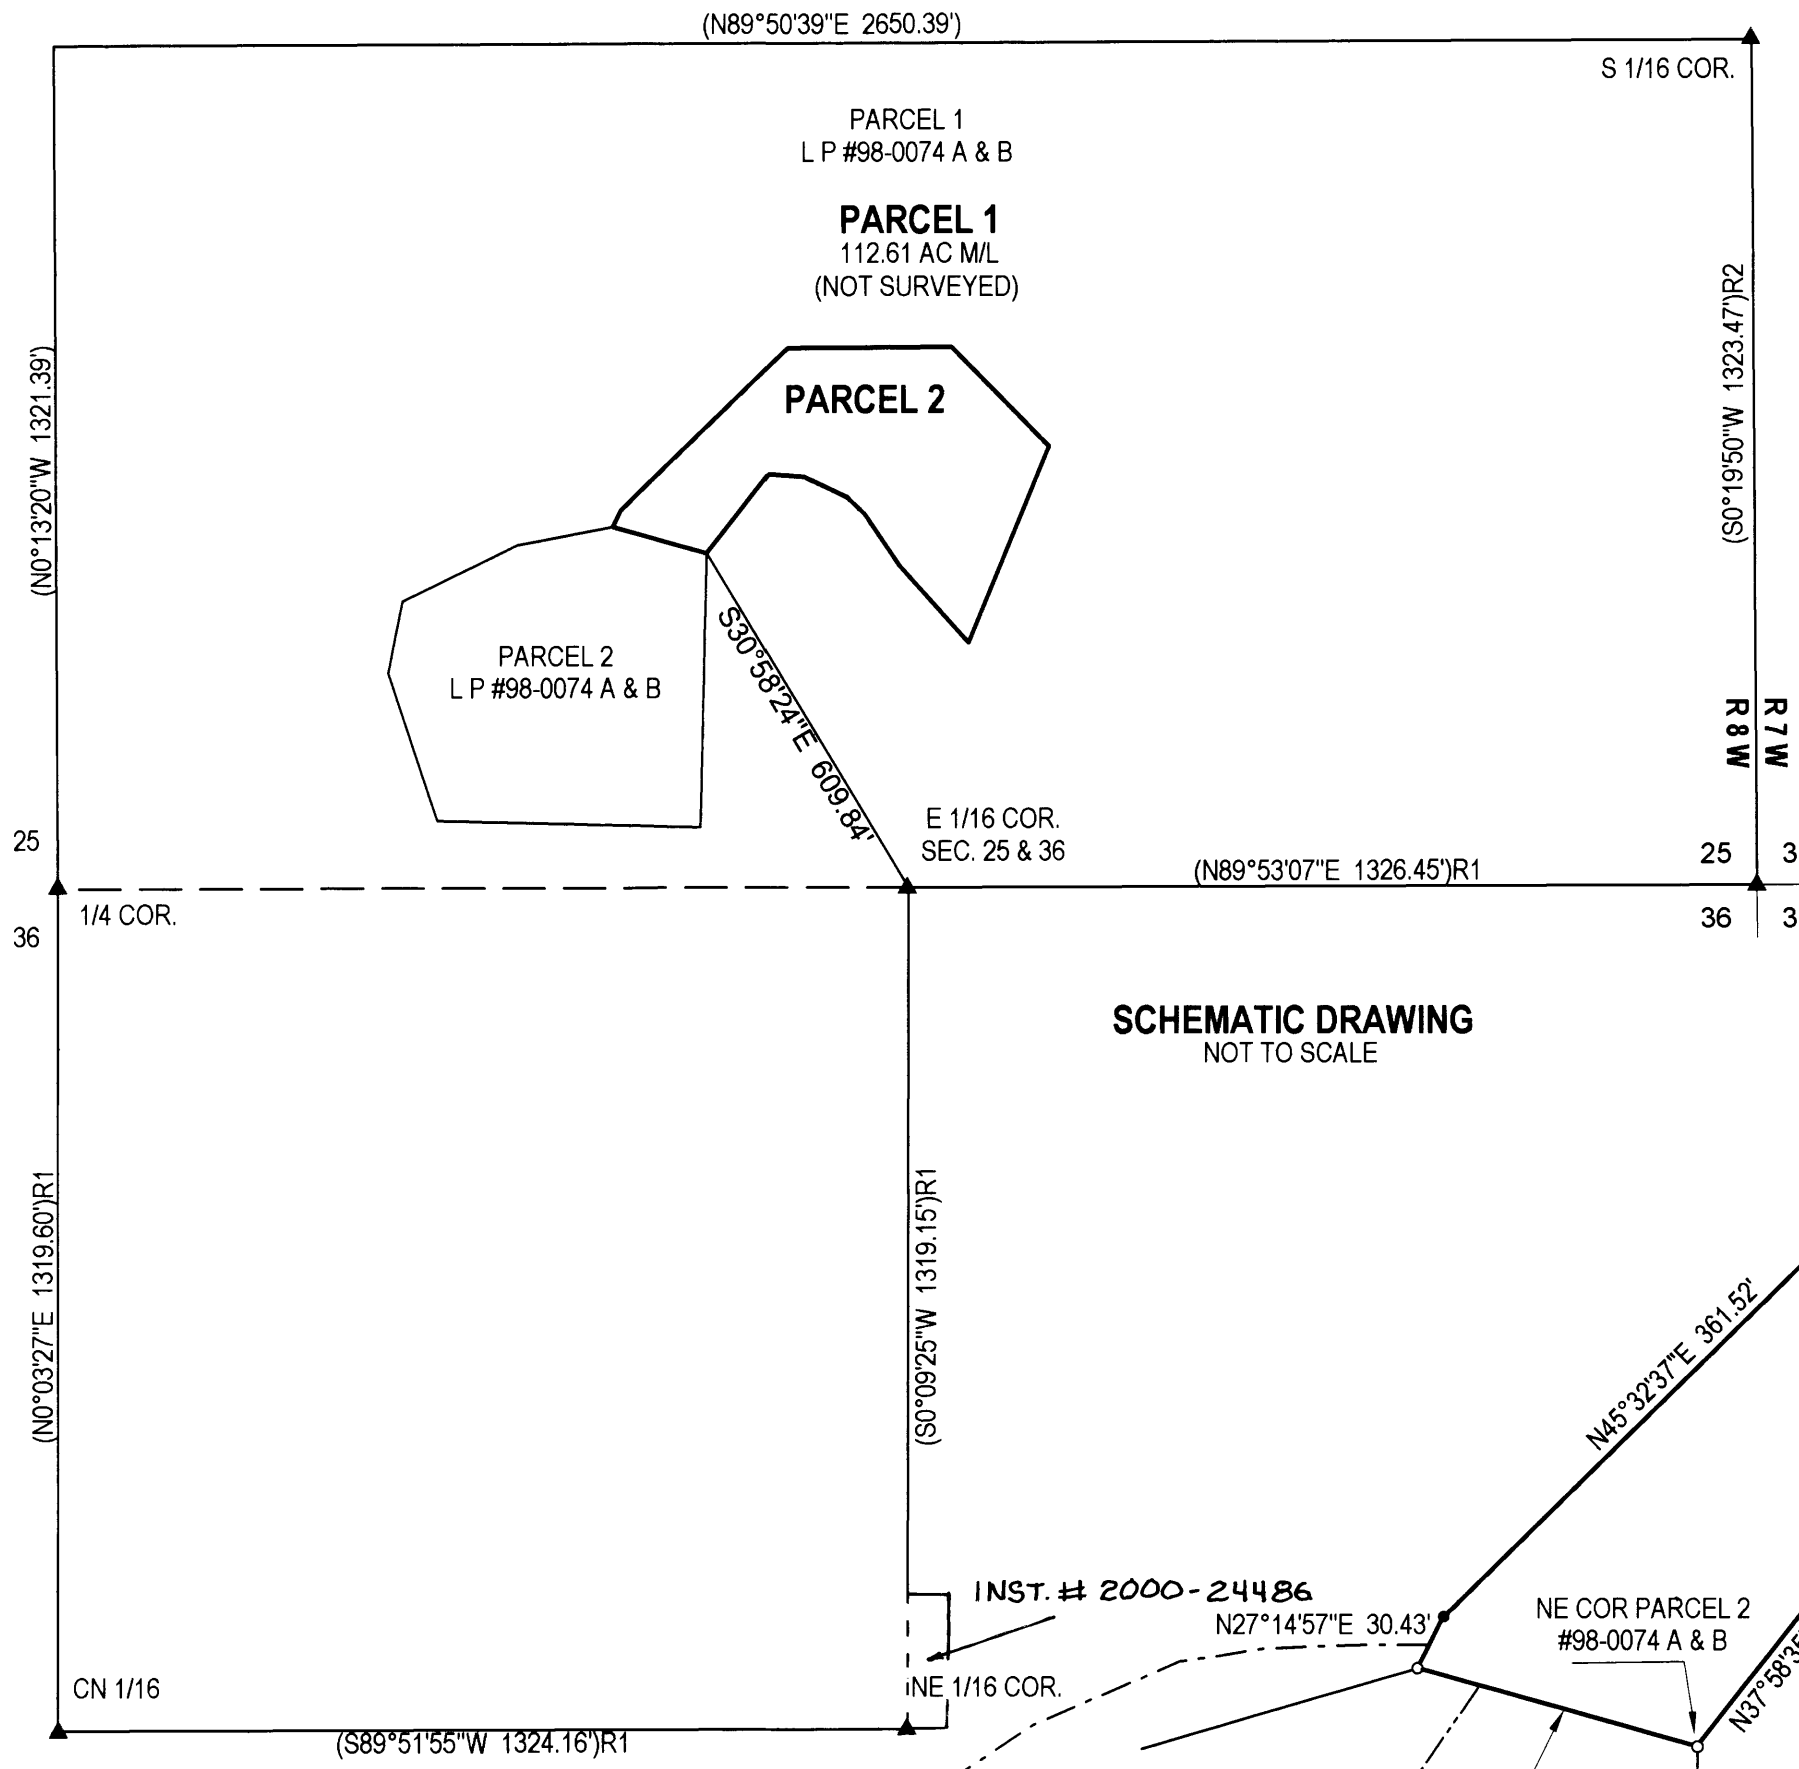 (N89°50'39"E 2650.39')
S 1/16 COR.
PARCEL 1
L P #98-0074 A & B
PARCEL 1
112.61 AC M/L
(NOT SURVEYED)
(N0°13'20"W 1321.39')
(S0°19'50"W 1323.47')R2
PARCEL 2
PARCEL 2
L P #98-0074 A & B
S30°58'24"E 609.84'
R 8 W
R 7 W
E 1/16 COR.
SEC. 25 & 36
25
(N89°53'07"E 1326.45')R1
25 3
1/4 COR.
36
36 3
SCHEMATIC DRAWING
NOT TO SCALE
(N0°03'27"E 1319.60')R1
(S0°09'25"W 1319.15')R1
N45°32'37"E 361.52'
INST. # 2000-24486
N27°14'57"E 30.43'
NE COR PARCEL 2
#98-0074 A & B
N37°58'35
CN 1/16
NE 1/16 COR.
(S89°51'55"W 1324.16')R1